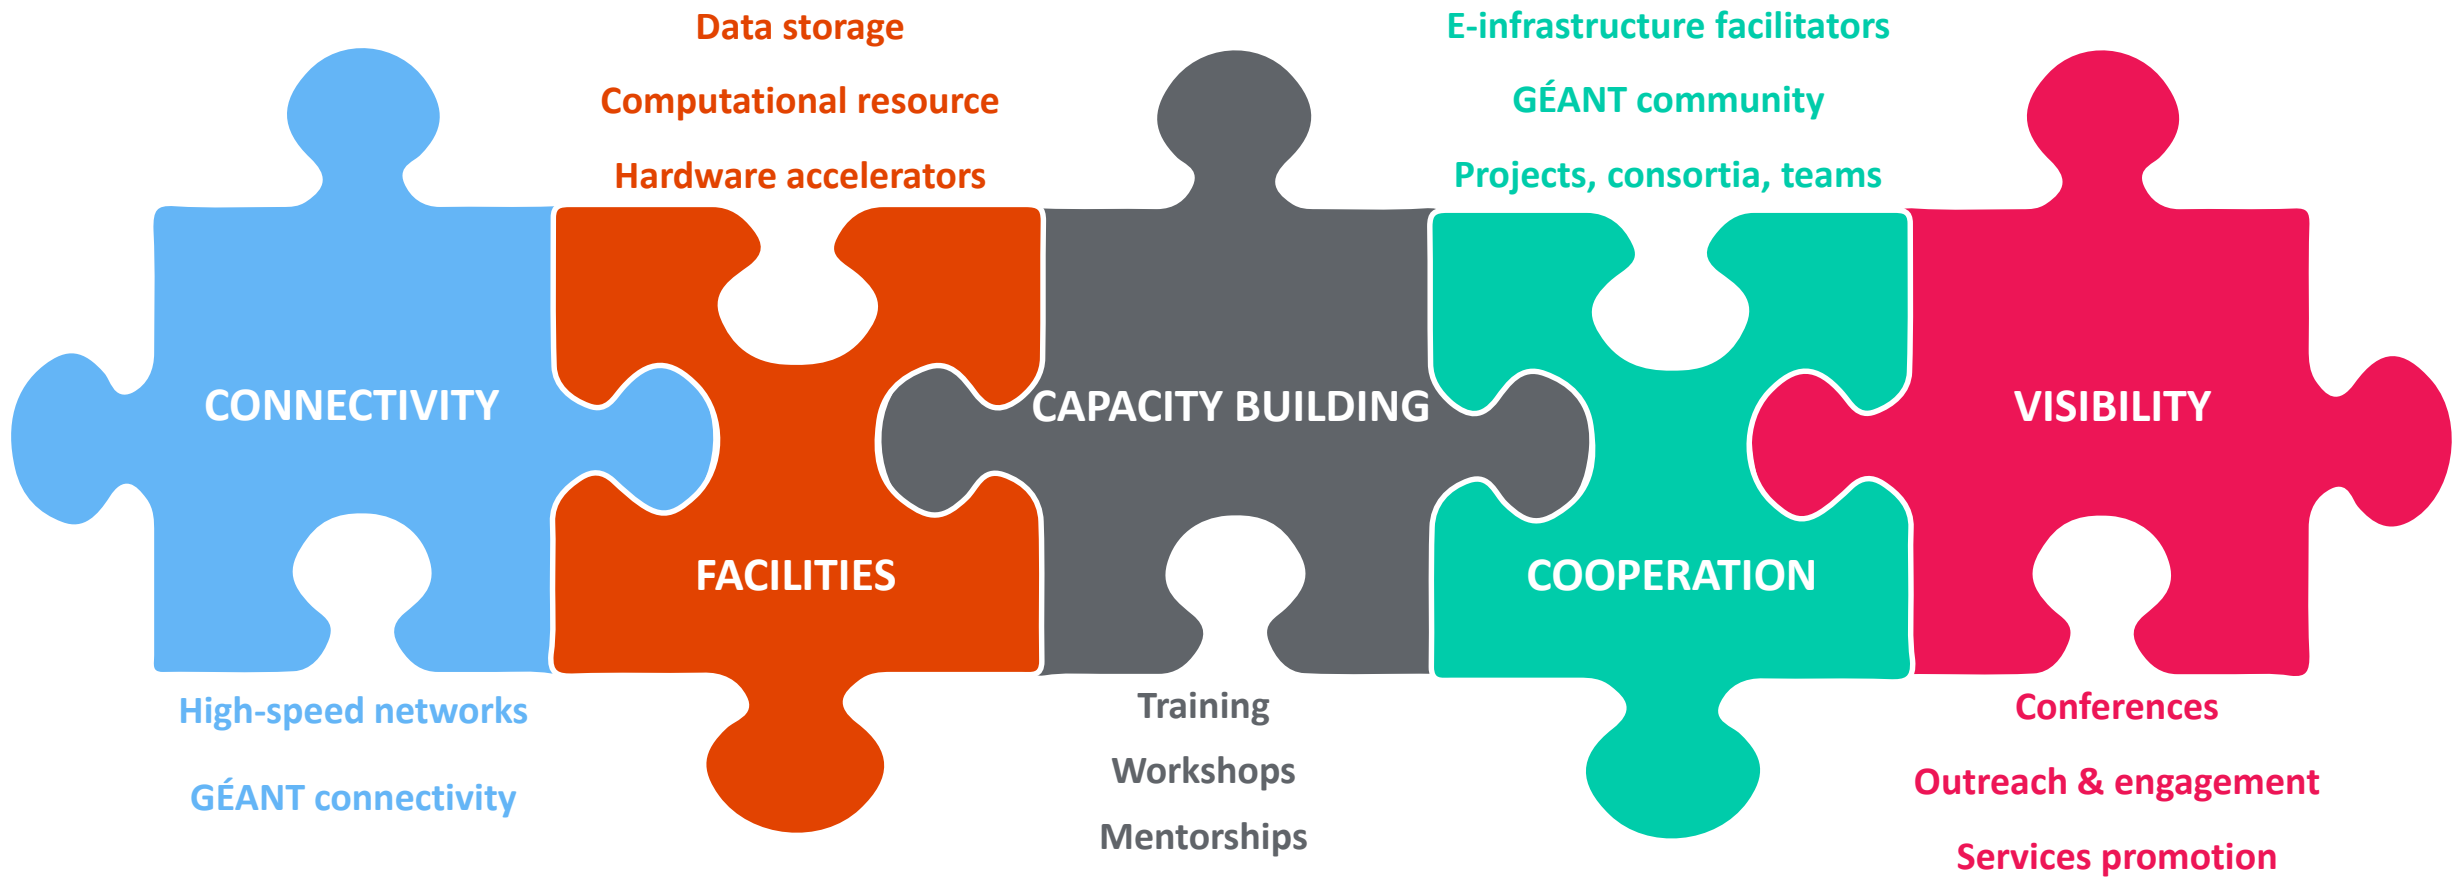 Data storage
Computational resource
Hardware accelerators
E-infrastructure facilitators
GÉANT community
Projects, consortia, teams
CONNECTIVITY
CAPACITY BUILDING
VISIBILITY
FACILITIES
COOPERATION
High-speed networks
GÉANT connectivity
Training
Workshops
Mentorships
Conferences
Outreach & engagement
Services promotion